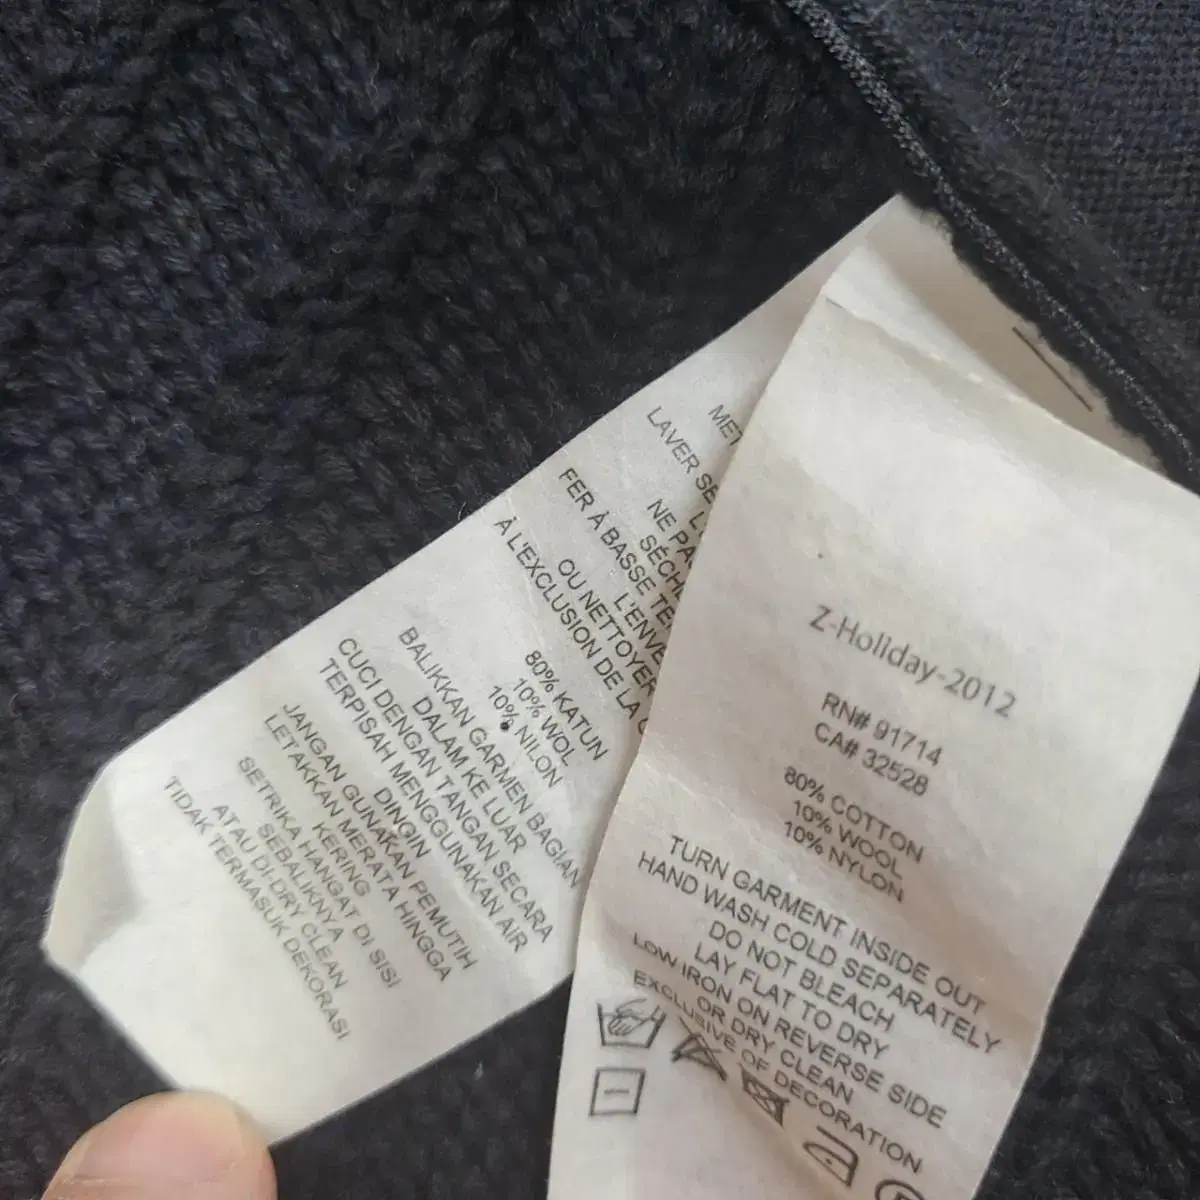 MET
LAVER SE
L'
NE PA
SÉCH
FER À BASSE TE
L'ENVE
OU NETTOYER
À L'EXCLUSION DE LA
80% KATUN
10% WOL
10% NILON
BALIKKAN GARMEN BAGIAN
DALAM KE LUAR
CUCI DENGAN TANGAN SECARA
TERPISAH MENGGUNAKAN AIR
DINGIN
JANGAN GUNAKAN PEMUTIH
LETAKKAN MERATA HINGGA
KERING
SETRIKA HANGAT DI SISI
SEBALIKNYA
ATAU DI-DRY CLEAN
TIDAK TERMASUK DEKORASI
Z-Holiday-2012
RN# 91714
CA# 32528
80% COTTON
10% WOOL
10% NYLON
TURN GARMENT INSIDE OUT
HAND WASH COLD SEPARATELY
DO NOT BLEACH
LAY FLAT TO DRY
LOW IRON ON REVERSE SIDE
OR DRY CLEAN
EXCLUSIVE OF DECORATION